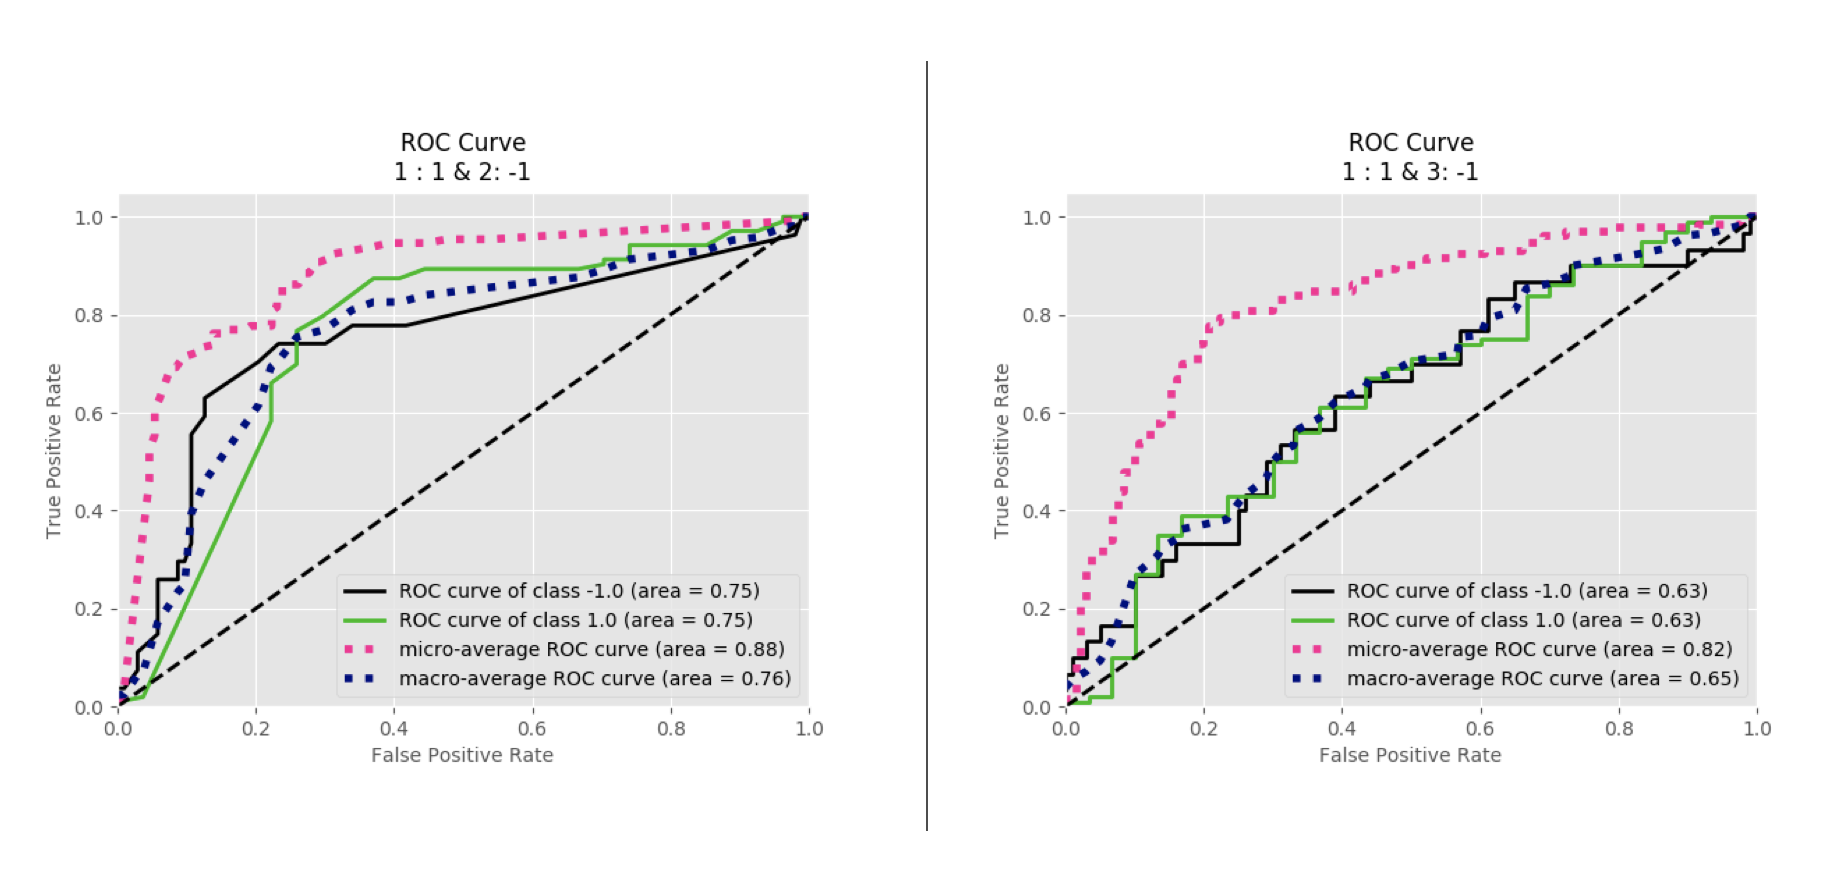 ROC Curve
1 : 1 & 2: -1
1.0
0.8
0.6
0.4
0.2
0.0
True Positive Rate
ROC curve of class -1.0 (area = 0.75)
ROC curve of class 1.0 (area = 0.75)
micro-average ROC curve (area = 0.88)
macro-average ROC curve (area = 0.76)
0.0 0.2 0.4 0.6 0.8 1.0
False Positive Rate
ROC Curve
1 : 1 & 3: -1
1.0
0.8
0.6
0.4
0.2
0.0
True Positive Rate
ROC curve of class -1.0 (area = 0.63)
ROC curve of class 1.0 (area = 0.63)
micro-average ROC curve (area = 0.82)
macro-average ROC curve (area = 0.65)
0.0 0.2 0.4 0.6 0.8 1.0
False Positive Rate